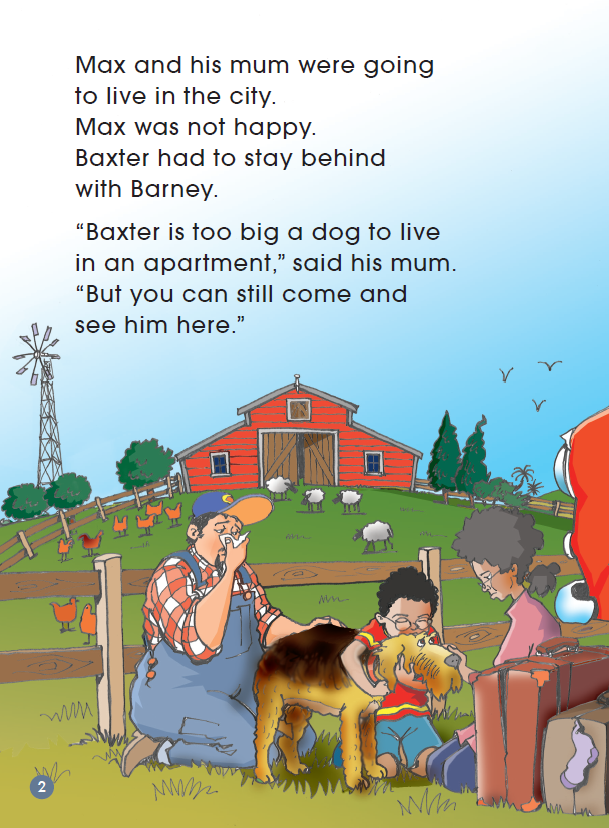 Max and his mum were going
to live in the city.
Max was not happy.
Baxter had to stay behind
with Barney.
“Baxter is too big a dog to live
in an apartment,” said his mum.
“But you can still come and
see him here.”
2